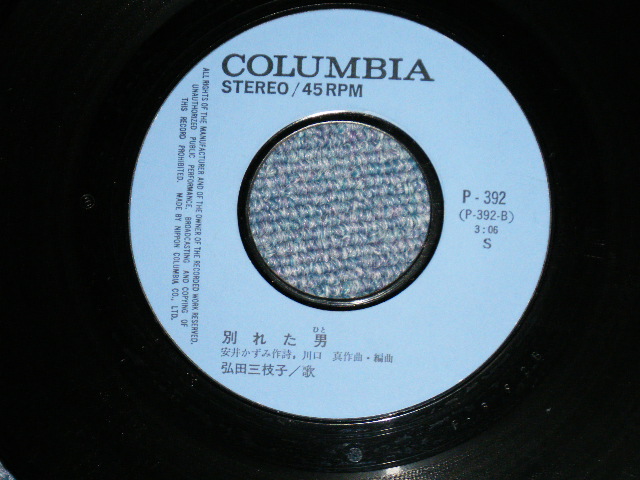 COLUMBIA
STEREO/45RPM
P-392
(P-392-B)
3:06
S
ALL RIGHTS OF THE MANUFACTURER AND OF THE OWNER OF THE RECORDED WORK RESERVED.
UNAUTHORIZED PUBLIC PERFORMANCE, BROADCASTING AND COPYING OF
THIS RECORD PROHIBITED. MADE BY NIPPON COLUMBIA CO., LTD.
ひと
別れた男
安井かずみ作詩，川口 真作曲・編曲
弘田三枝子／歌